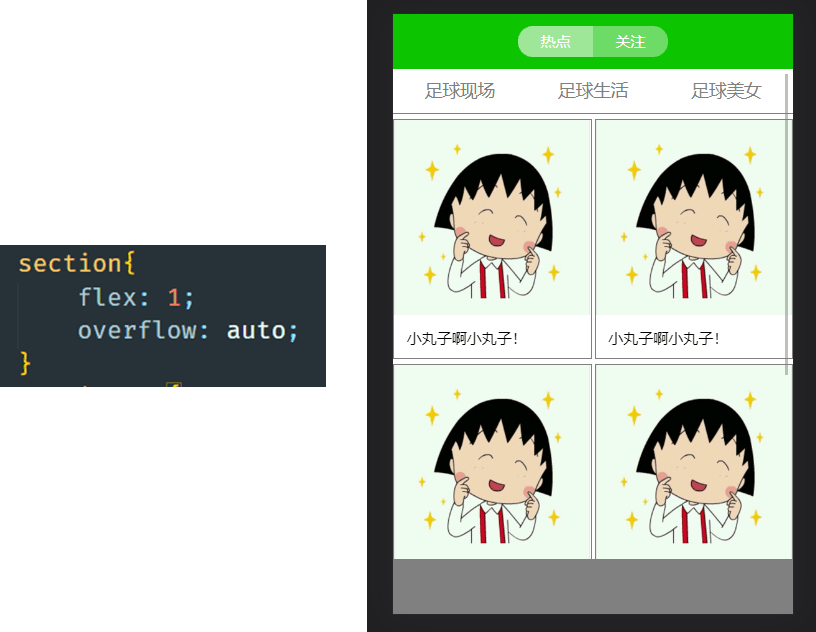 热点 关注
足球现场 足球生活 足球美女
section{
flex: 1;
overflow: auto;
}
小丸子啊小丸子! 小丸子啊小丸子!